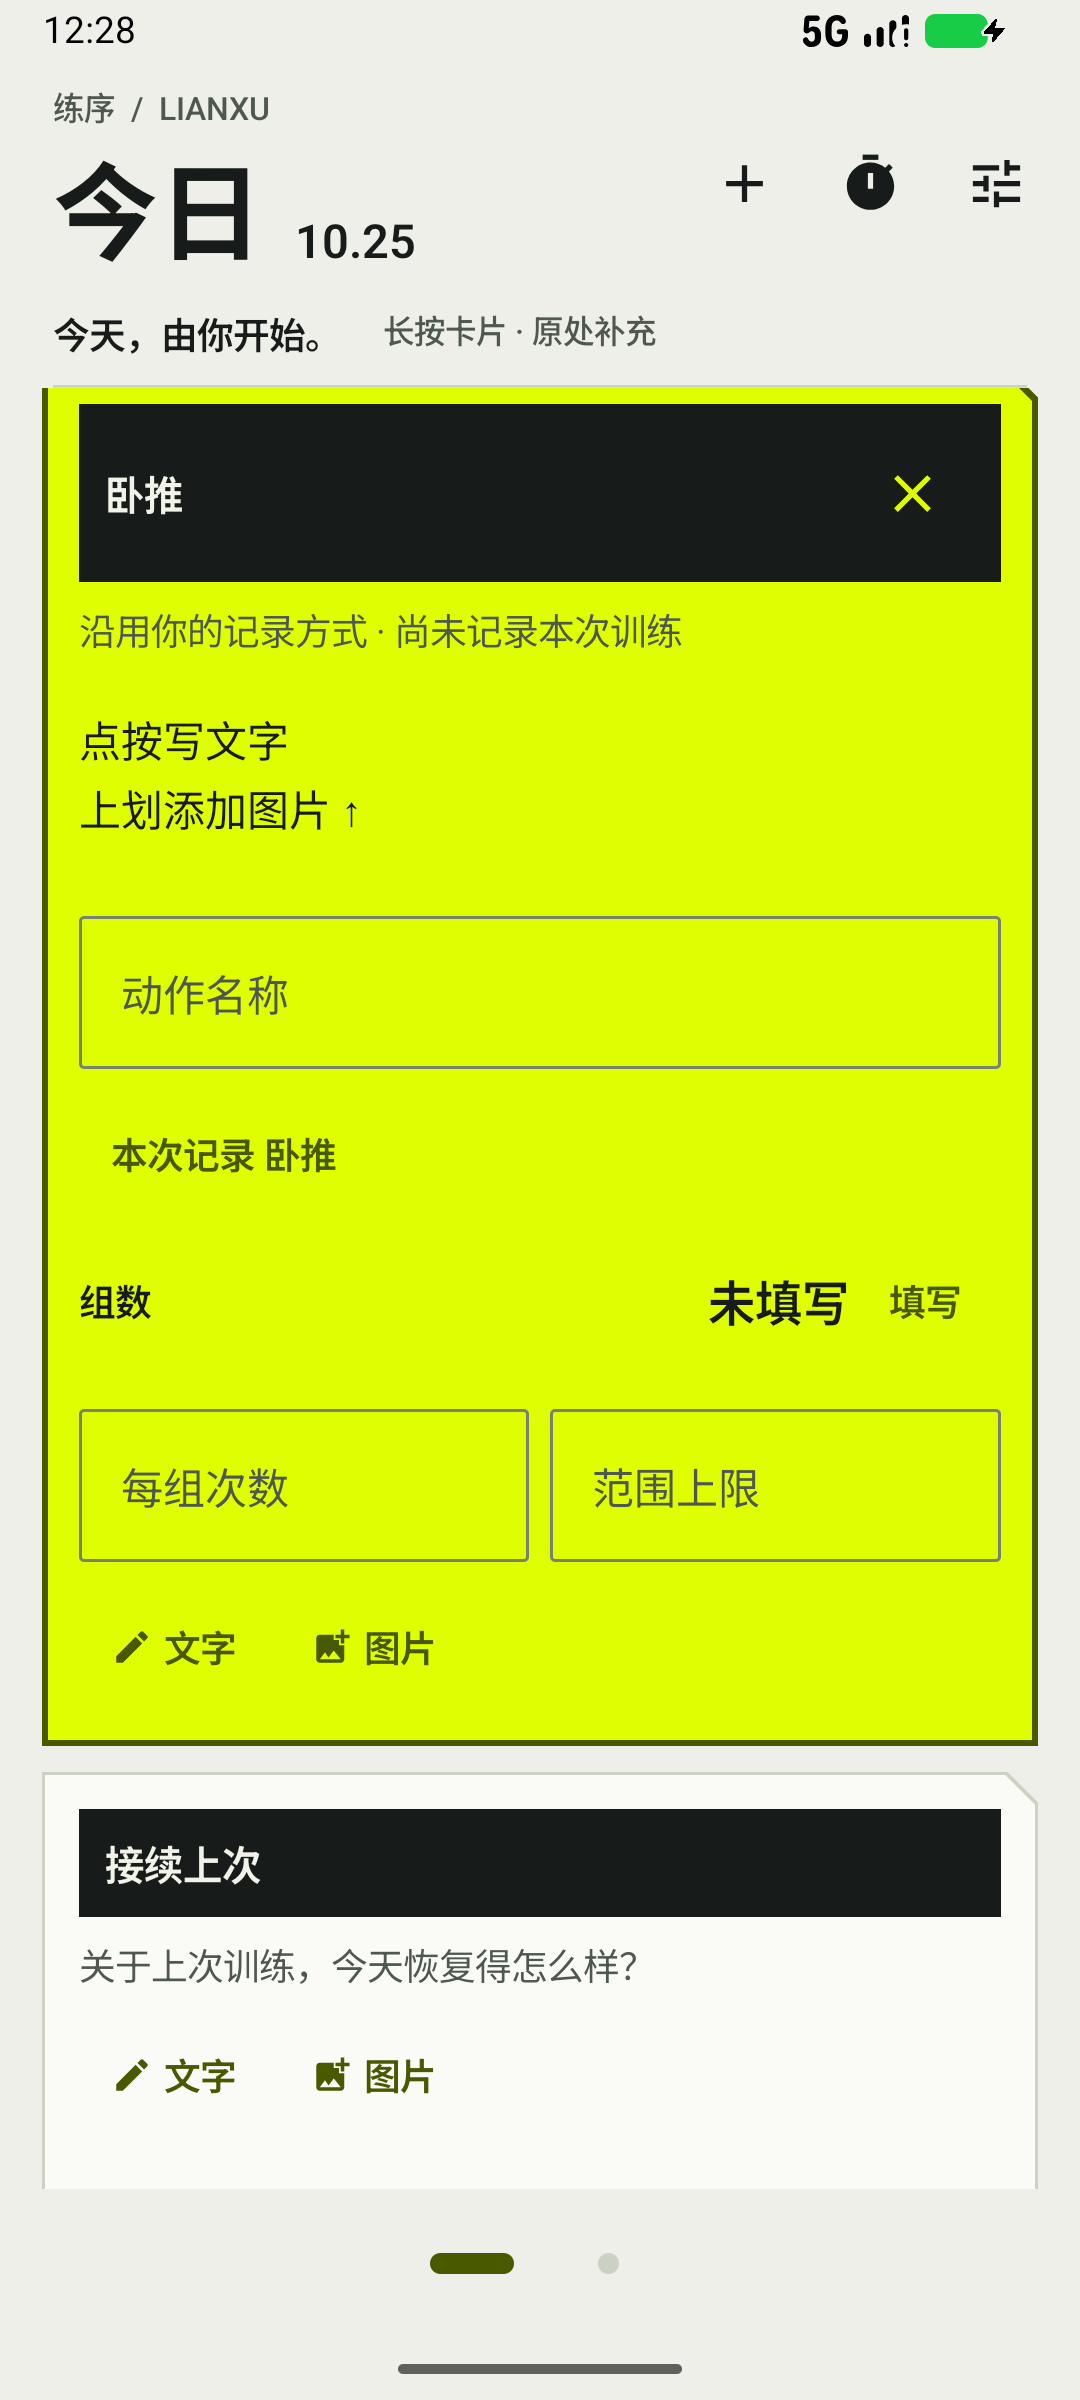 12:28
5G
练序 / LIANXU
今日 10.25
今天，由你开始。 长按卡片 · 原处补充
卧推
沿用你的记录方式 · 尚未记录本次训练
点按写文字
上划添加图片 ↑
动作名称
本次记录 卧推
组数 未填写 填写
每组次数 范围上限
文字 图片
接续上次
关于上次训练，今天恢复得怎么样？
文字 图片